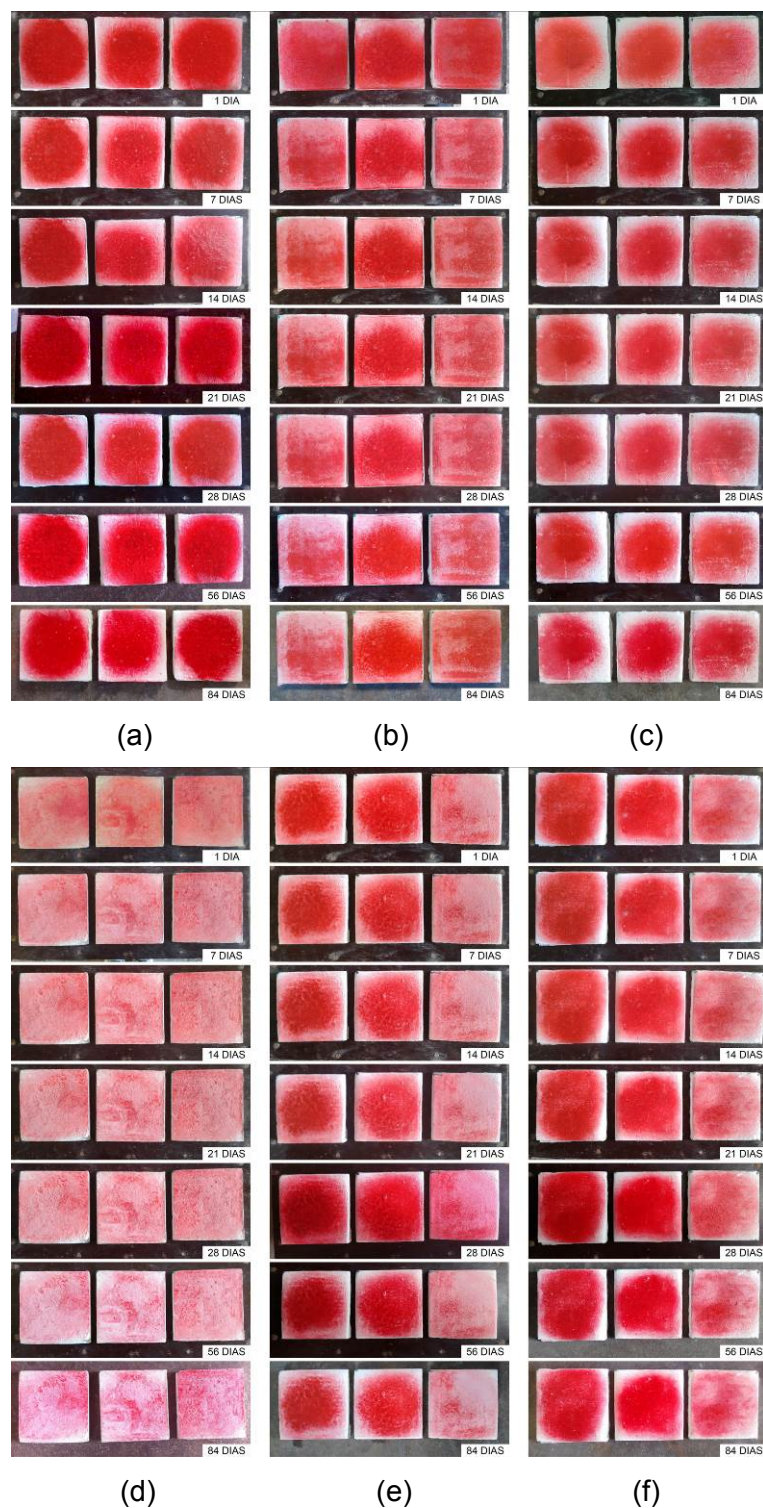 1 DIA 1 DIA 1 DIA
7 DIAS 7 DIAS 7 DIAS
14 DIAS 14 DIAS 14 DIAS
21 DIAS 21 DIAS 21 DIAS
28 DIAS 28 DIAS 28 DIAS
56 DIAS 56 DIAS 56 DIAS
84 DIAS 84 DIAS 84 DIAS
(a) (b) (c)
1 DIA 1 DIA 1 DIA
7 DIAS 7 DIAS 7 DIAS
14 DIAS 14 DIAS 14 DIAS
21 DIAS 21 DIAS 21 DIAS
28 DIAS 28 DIAS 28 DIAS
56 DIAS 56 DIAS 56 DIAS
84 DIAS 84 DIAS 84 DIAS
(d) (e) (f)